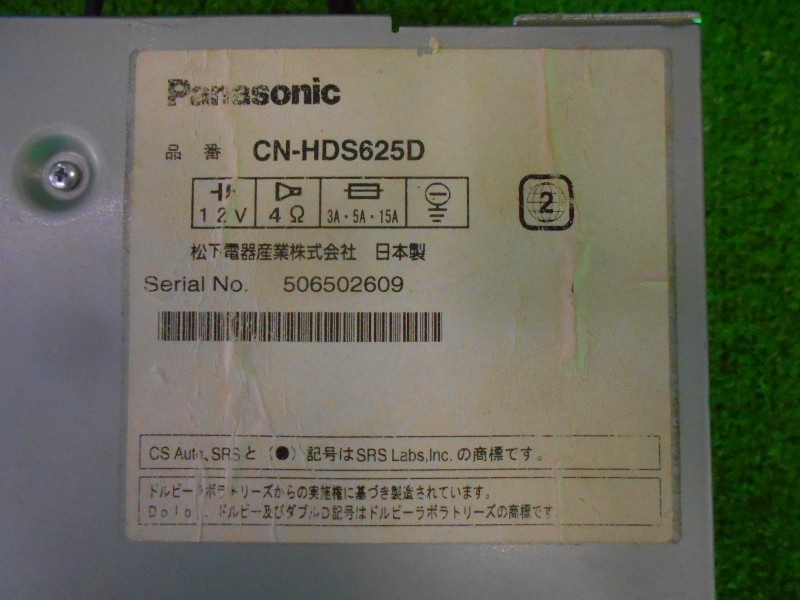 Panasonic
品 番 CN-HDS625D
12V 4Ω 3A・5A・15A
2
松下電器産業株式会社 日本製
Serial No. 506502609
CS Auto、SRSと (●) 記号はSRS Labs,Inc. の商標です。
ドルビーラボラトリーズからの実施権に基づき製造されています。
ドルビー及びダブルD記号はドルビーラボラトリーズの商標です